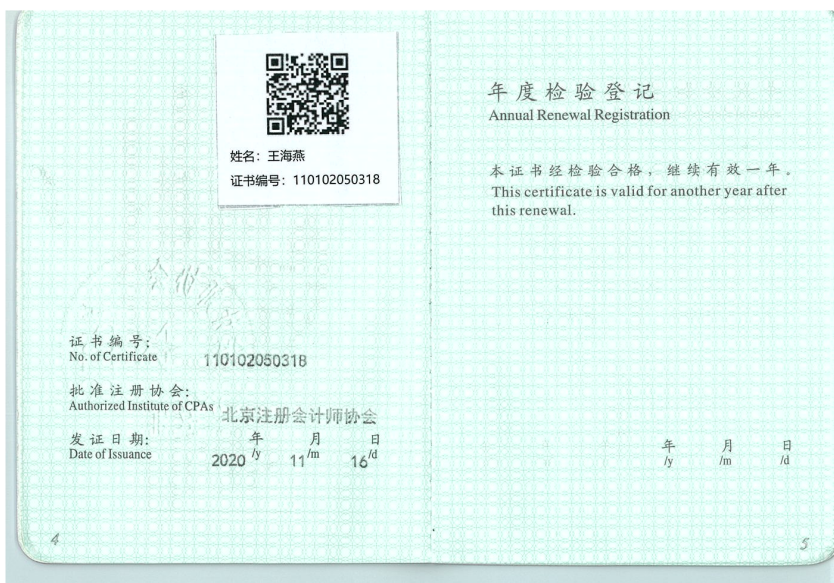 姓名：王海燕
证书编号：110102050318
证书编号：
No. of Certificate
110102050318
批准注册协会：
Authorized Institute of CPAs
北京注册会计师协会
发证日期：
Date of Issuance
年 月 日
2020 /y 11 /m 16 /d
4
年度检验登记
Annual Renewal Registration
本证书经检验合格，继续有效一年。
This certificate is valid for another year after
this renewal.
年 月 日
/y /m /d
5